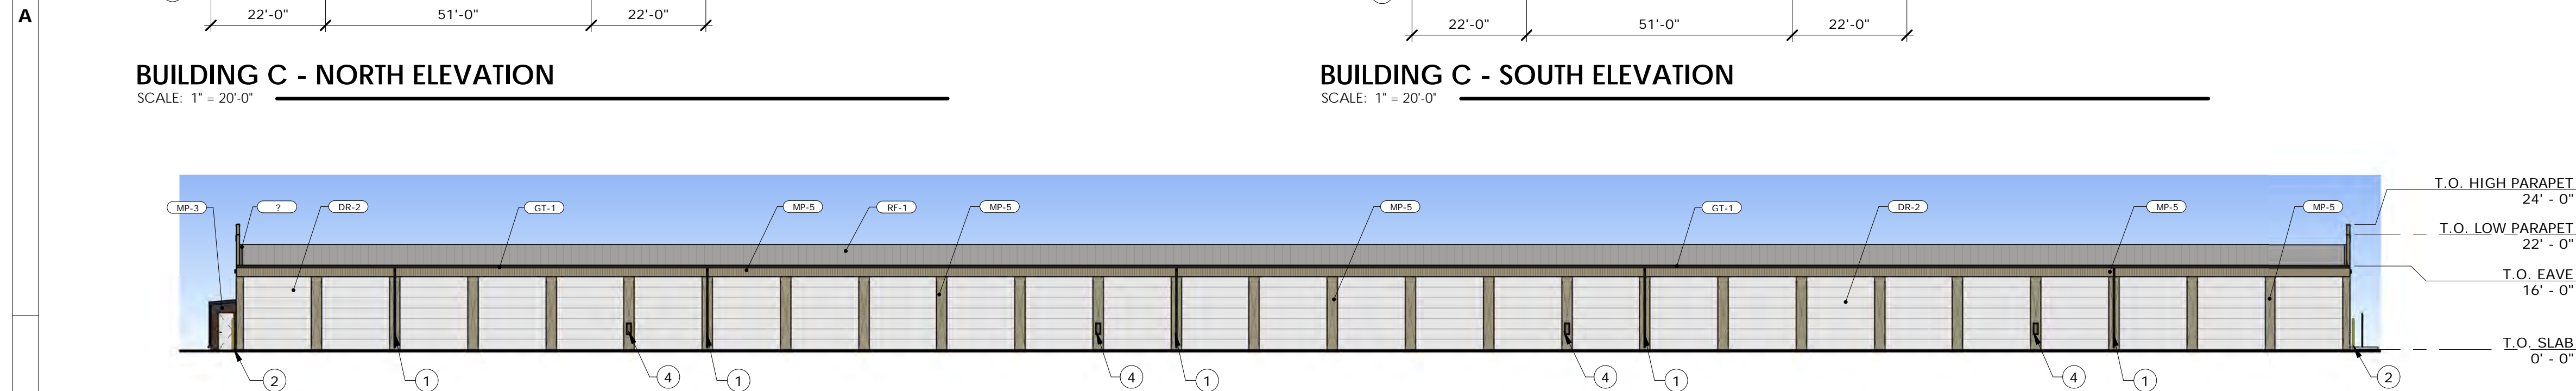 A
22'-0"
51'-0"
22'-0"
22'-0"
51'-0"
22'-0"
BUILDING C - NORTH ELEVATION
SCALE: 1" = 20'-0"
BUILDING C - SOUTH ELEVATION
SCALE: 1" = 20'-0"
MP-3
?
DR-2
GT-1
MP-5
RF-1
MP-5
MP-5
GT-1
DR-2
MP-5
MP-5
T.O. HIGH PARAPET
24' - 0"
T.O. LOW PARAPET
22' - 0"
T.O. EAVE
16' - 0"
T.O. SLAB
0' - 0"
2
1
4
1
4
1
4
1
4
1
2